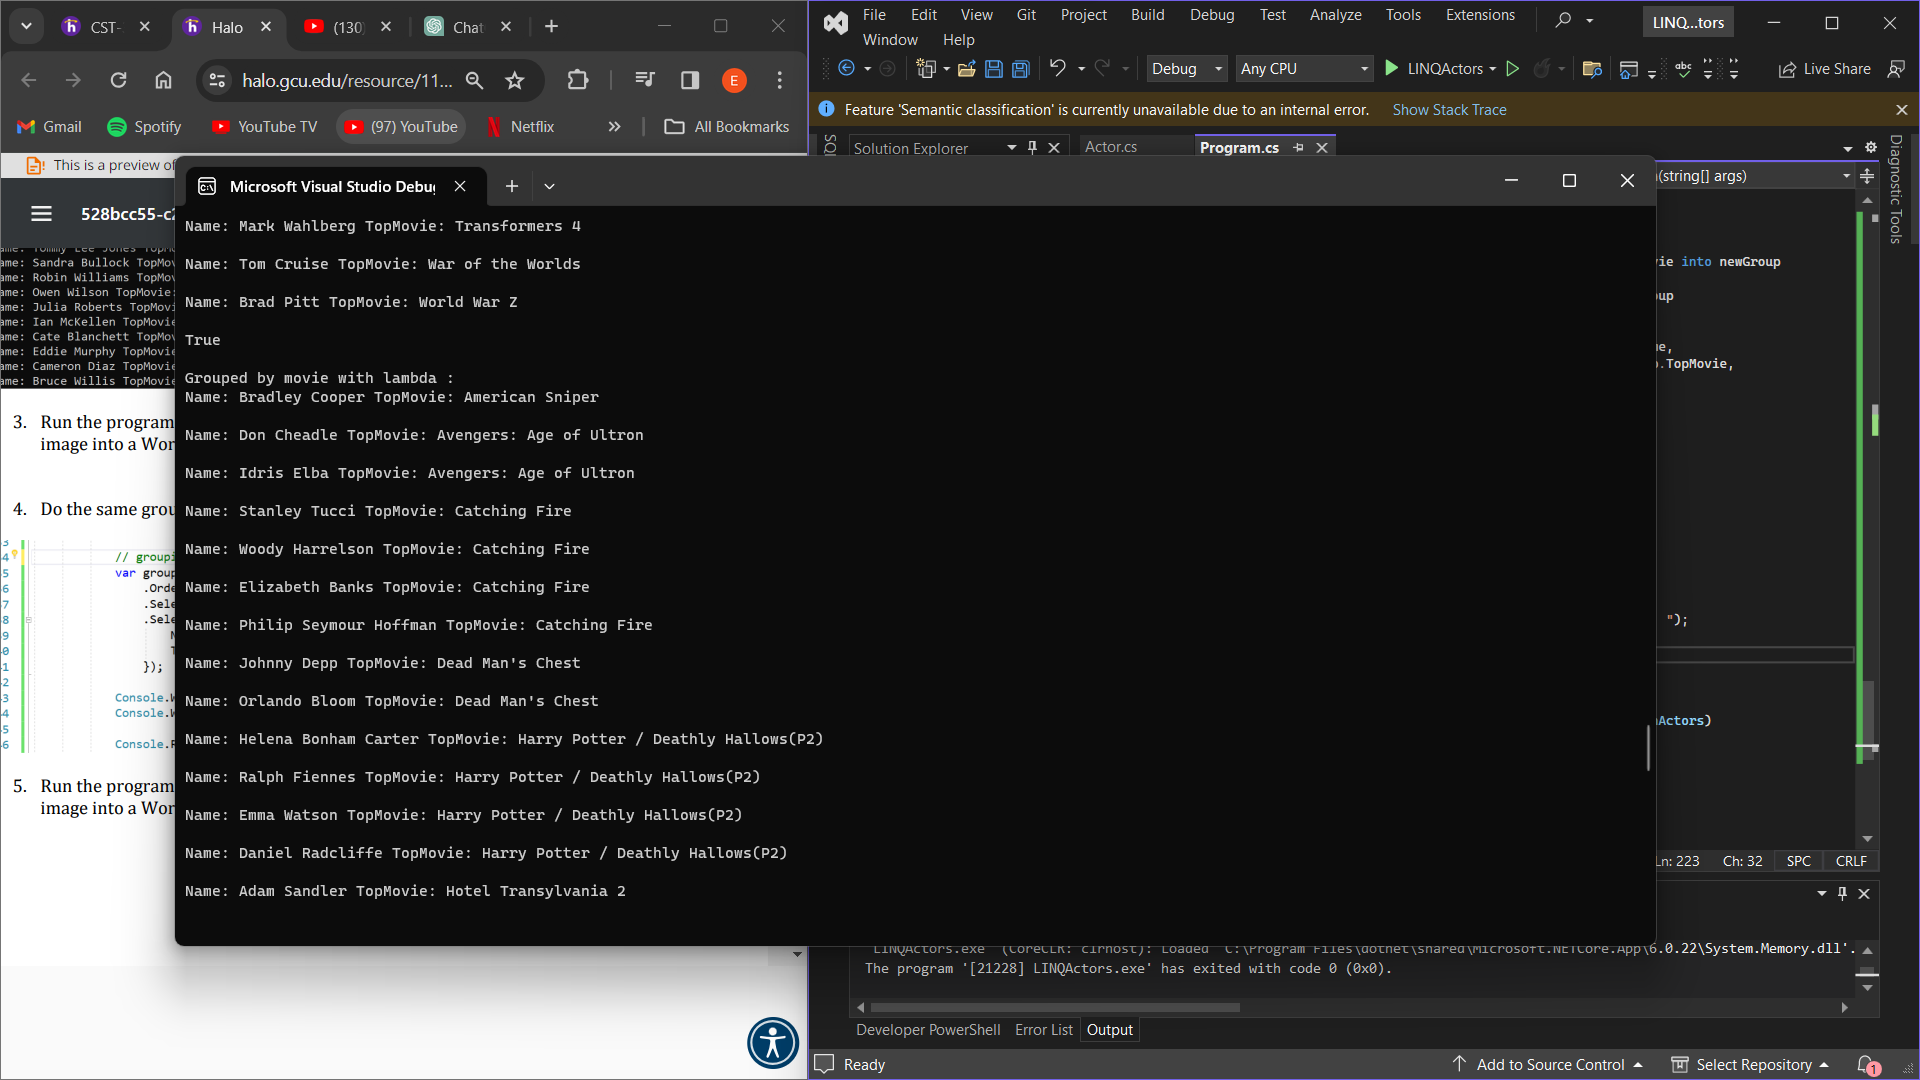 CST-
Halo
(130)
Chat
halo.gcu.edu/resource/11...
E
Gmail
Spotify
YouTube TV
(97) YouTube
Netflix
All Bookmarks
This is a preview of
528bcc55-c
Sandra Bullock TopMov
ame: Robin Williams TopMovi
ame: Owen Wilson TopMovie:
ame: Julia Roberts TopMovi
ame: Ian McKellen TopMovie
ame: Cate Blanchett TopMov
ame: Eddie Murphy TopMovie
ame: Cameron Diaz TopMovie
ame: Bruce Willis TopMovie
3. Run the program
image into a Wor
4. Do the same grou
// groupi
var group
.Orde
.Sele
.Sele
});
Console.W
Console.W
Console.R
5. Run the program
image into a Wor
File Edit View Git Project Build Debug Test Analyze Tools Extensions
Window Help
LINQ...tors
Debug
Any CPU
LINQActors
Live Share
Feature 'Semantic classification' is currently unavailable due to an internal error. Show Stack Trace
Solution Explorer
Actor.cs
Program.cs
Diagnostic Tools
(string[] args)
ie into newGroup
up
e,
.TopMovie,
");
Actors)
Ln: 223 Ch: 32 SPC CRLF
Microsoft Visual Studio Debug
Name: Mark Wahlberg TopMovie: Transformers 4
Name: Tom Cruise TopMovie: War of the Worlds
Name: Brad Pitt TopMovie: World War Z
True
Grouped by movie with lambda :
Name: Bradley Cooper TopMovie: American Sniper
Name: Don Cheadle TopMovie: Avengers: Age of Ultron
Name: Idris Elba TopMovie: Avengers: Age of Ultron
Name: Stanley Tucci TopMovie: Catching Fire
Name: Woody Harrelson TopMovie: Catching Fire
Name: Elizabeth Banks TopMovie: Catching Fire
Name: Philip Seymour Hoffman TopMovie: Catching Fire
Name: Johnny Depp TopMovie: Dead Man's Chest
Name: Orlando Bloom TopMovie: Dead Man's Chest
Name: Helena Bonham Carter TopMovie: Harry Potter / Deathly Hallows(P2)
Name: Ralph Fiennes TopMovie: Harry Potter / Deathly Hallows(P2)
Name: Emma Watson TopMovie: Harry Potter / Deathly Hallows(P2)
Name: Daniel Radcliffe TopMovie: Harry Potter / Deathly Hallows(P2)
Name: Adam Sandler TopMovie: Hotel Transylvania 2
LINQActors.exe' (CoreCLR: clrhost): Loaded 'C:\Program Files\dotnet\shared\Microsoft.NETCore.App\6.0.22\System.Memory.dll'.
The program '[21228] LINQActors.exe' has exited with code 0 (0x0).
Developer PowerShell Error List Output
Ready
Add to Source Control
Select Repository
1